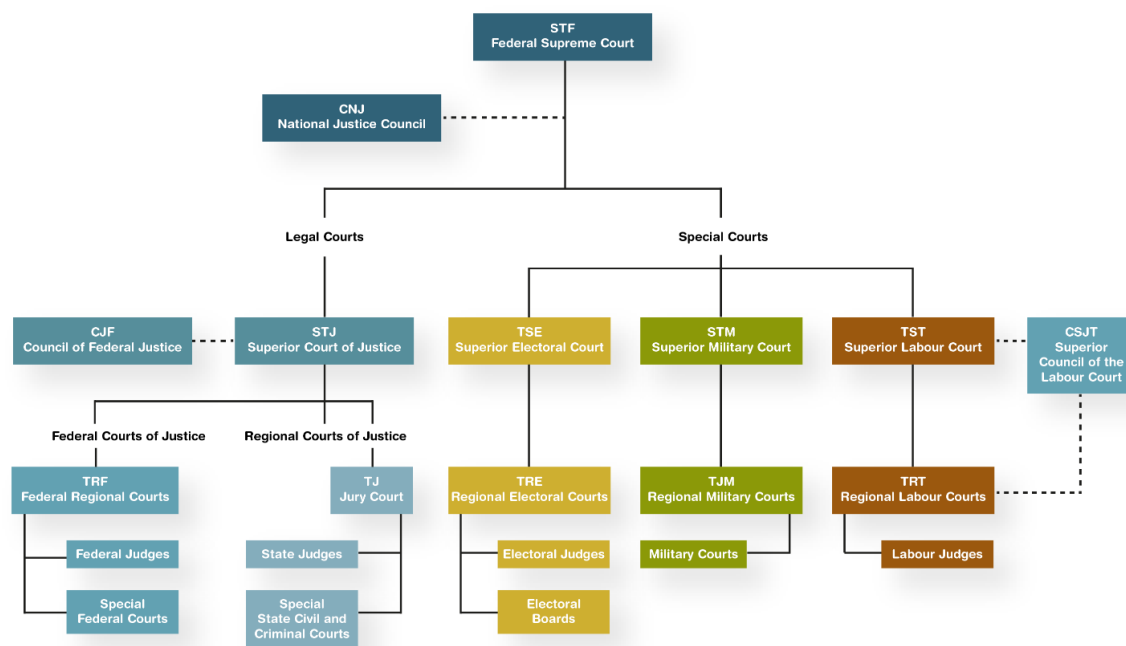 STF
Federal Supreme Court
CNJ
National Justice Council
Legal Courts
Special Courts
CJF
Council of Federal Justice
STJ
Superior Court of Justice
TSE
Superior Electoral Court
STM
Superior Military Court
TST
Superior Labour Court
CSJT
Superior
Council of the
Labour Court
Federal Courts of Justice
Regional Courts of Justice
TRF
Federal Regional Courts
TJ
Jury Court
TRE
Regional Electoral Courts
TJM
Regional Military Courts
TRT
Regional Labour Courts
Federal Judges
State Judges
Electoral Judges
Military Courts
Labour Judges
Special
Federal Courts
Special
State Civil and
Criminal Courts
Electoral
Boards